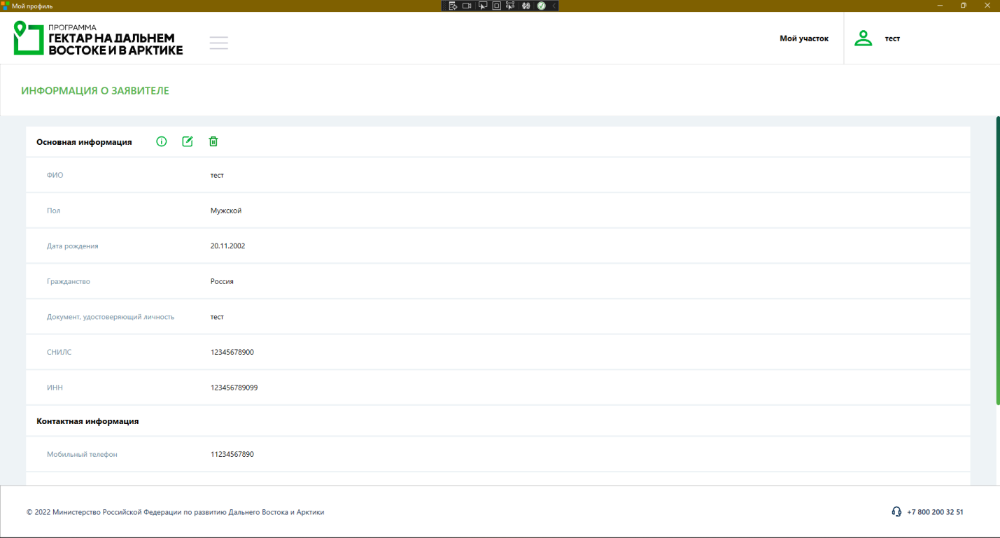 Мой профиль
ПРОГРАММА
ГЕКТАР НА ДАЛЬНЕМ
ВОСТОКЕ И В АРКТИКЕ
Мой участок
тест
ИНФОРМАЦИЯ О ЗАЯВИТЕЛЕ
Основная информация
ФИО тест
Пол Мужской
Дата рождения 20.11.2002
Гражданство Россия
Документ, удостоверяющий личность тест
СНИЛС 12345678900
ИНН 123456789099
Контактная информация
Мобильный телефон 11234567890
© 2022 Министерство Российской Федерации по развитию Дальнего Востока и Арктики
+7 800 200 32 51